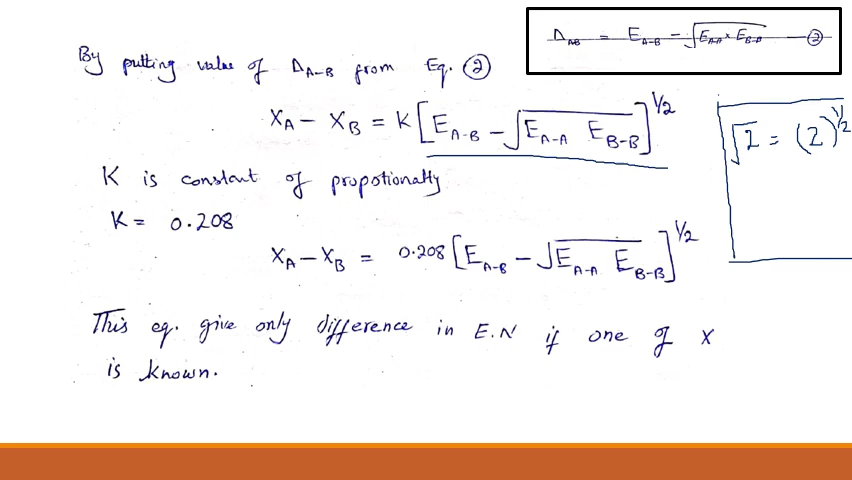 Δ_AB = E_A-B - √E_A-A × E_B-B — ②
By putting value of Δ_A-B from Eq. ②
X_A - X_B = K [E_A-B - √E_A-A E_B-B]^1/2
√2 = (2)^1/2
K is constant of propotionally
K = 0.208
X_A - X_B = 0.208 [E_A-B - √E_A-A E_B-B]^1/2
This eq. give only difference in E.N if one of X
is known.